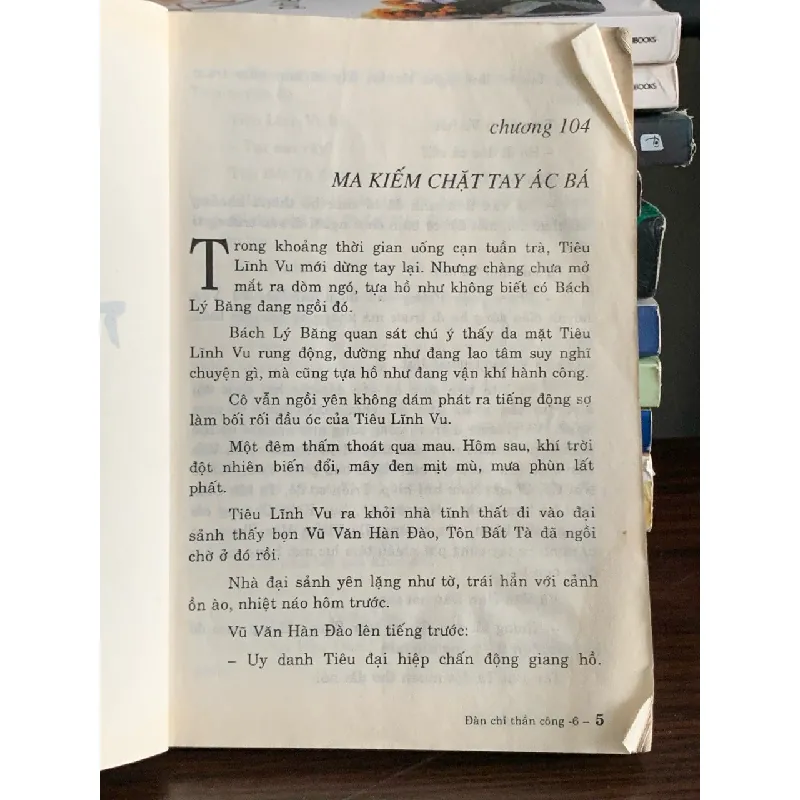 IBOOKS
BOOKS
chương 104
MA KIẾM CHẶT TAY ÁC BÁ
Trong khoảng thời gian uống cạn tuần trà, Tiêu
Lĩnh Vu mới dừng tay lại. Nhưng chàng chưa mở
mắt ra dòm ngó, tựa hồ như không biết có Bách
Lý Băng đang ngồi đó.
Bách Lý Băng quan sát chú ý thấy da mặt Tiêu
Lĩnh Vu rung động, dường như đang lao tâm suy nghĩ
chuyện gì, mà cũng tựa hồ như đang vận khí hành công.
Cô vẫn ngồi yên không dám phát ra tiếng động sợ
làm bối rối đầu óc của Tiêu Lĩnh Vu.
Một đêm thấm thoát qua mau. Hôm sau, khí trời
đột nhiên biến đổi, mây đen mịt mù, mưa phùn lất
phất.
Tiêu Lĩnh Vu ra khỏi nhà tĩnh thất đi vào đại
sảnh thấy bọn Vũ Văn Hàn Đào, Tôn Bất Tà đã ngồi
chờ ở đó rồi.
Nhà đại sảnh yên lặng như tờ, trái hẳn với cảnh
ồn ào, nhiệt náo hôm trước.
Vũ Văn Hàn Đào lên tiếng trước:
– Uy danh Tiêu đại hiệp chấn động giang hồ.
Đàn chỉ thần công -6 – 5